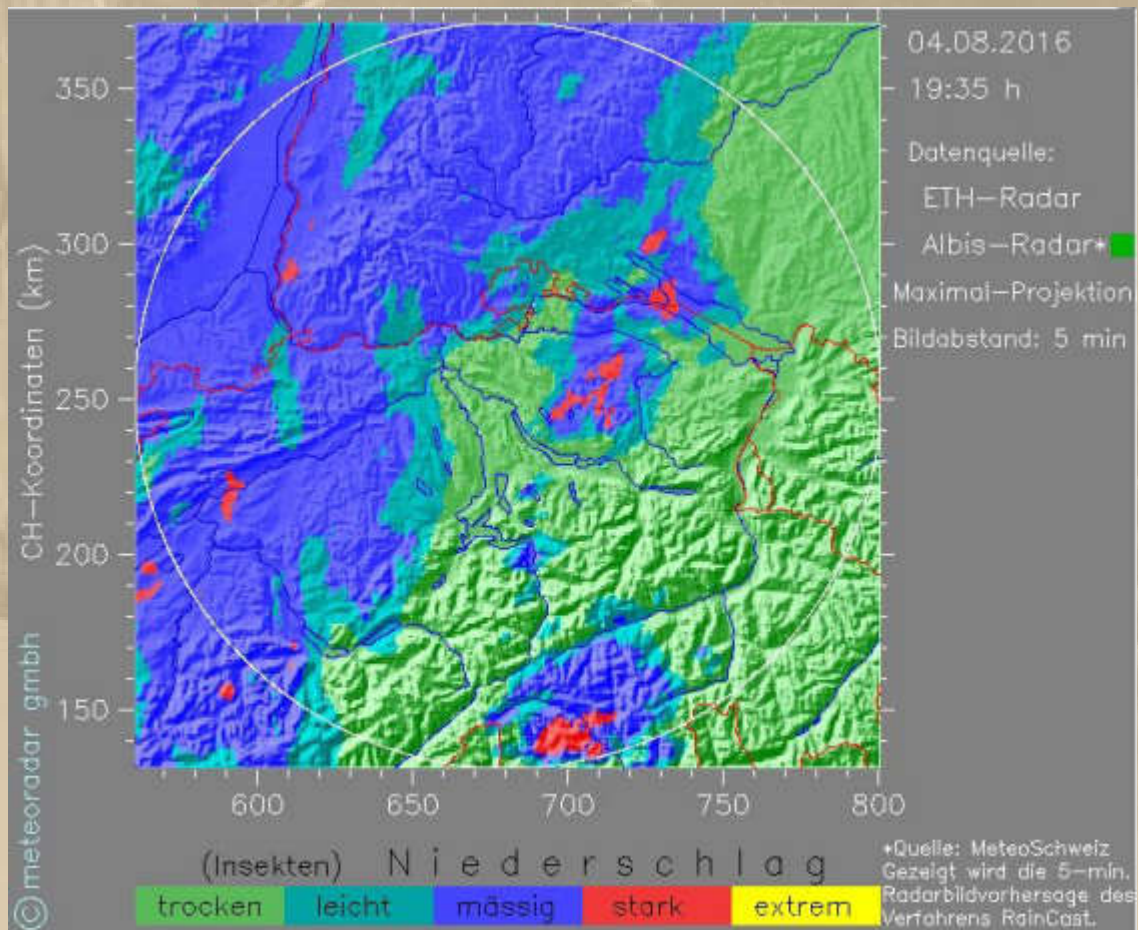 04.08.2016
19:35 h
Datenquelle:
ETH-Radar
Albis-Radar*
Maximal-Projektion
Bildabstand: 5 min
CH-Koordinaten (km)
350
300
250
200
150
600
650
700
750
800
© meteoradar gmbh
(Insekten) Niederschlag
trocken leicht mässig stark extrem
*Quelle: MeteoSchweiz
Gezeigt wird die 5-min.
Radarbildvorhersage des
Verfahrens RainCast.